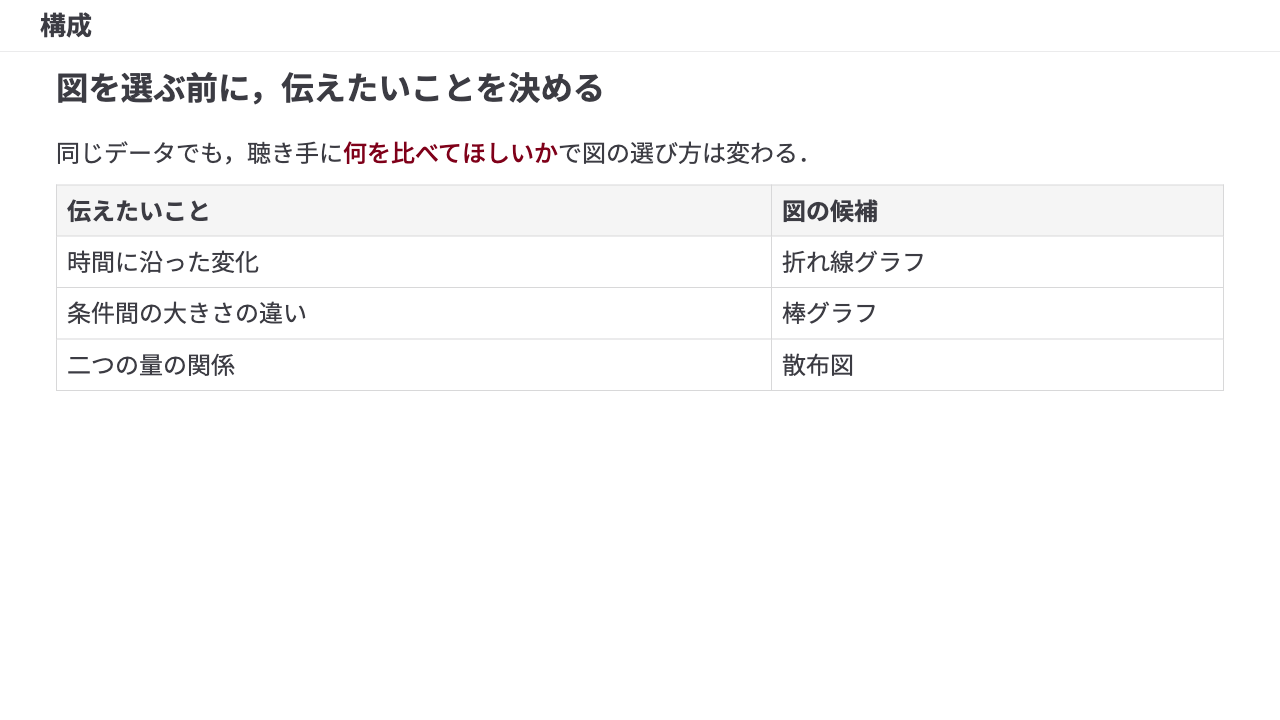 構成
図を選ぶ前に，伝えたいことを決める
同じデータでも，聴き手に何を比べてほしいかで図の選び方は変わる．
伝えたいこと 図の候補
時間に沿った変化 折れ線グラフ
条件間の大きさの違い 棒グラフ
二つの量の関係 散布図